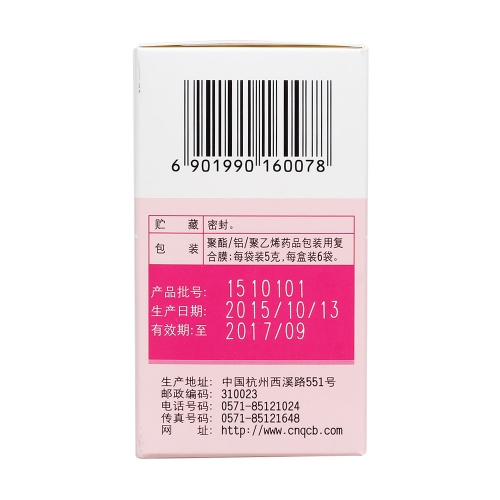 6 901990 160078
贮 藏 密封。
包 装 聚酯/铝/聚乙烯药品包装用复
合膜;每袋装5克,每盒装6袋。
产品批号: 1510101
生产日期: 2015/10/13
有效期:至 2017/09
生产地址: 中国杭州西溪路551号
邮政编码: 310023
电话号码: 0571-85121024
传真号码: 0571-85121648
网 址: http://www.cnqcb.com